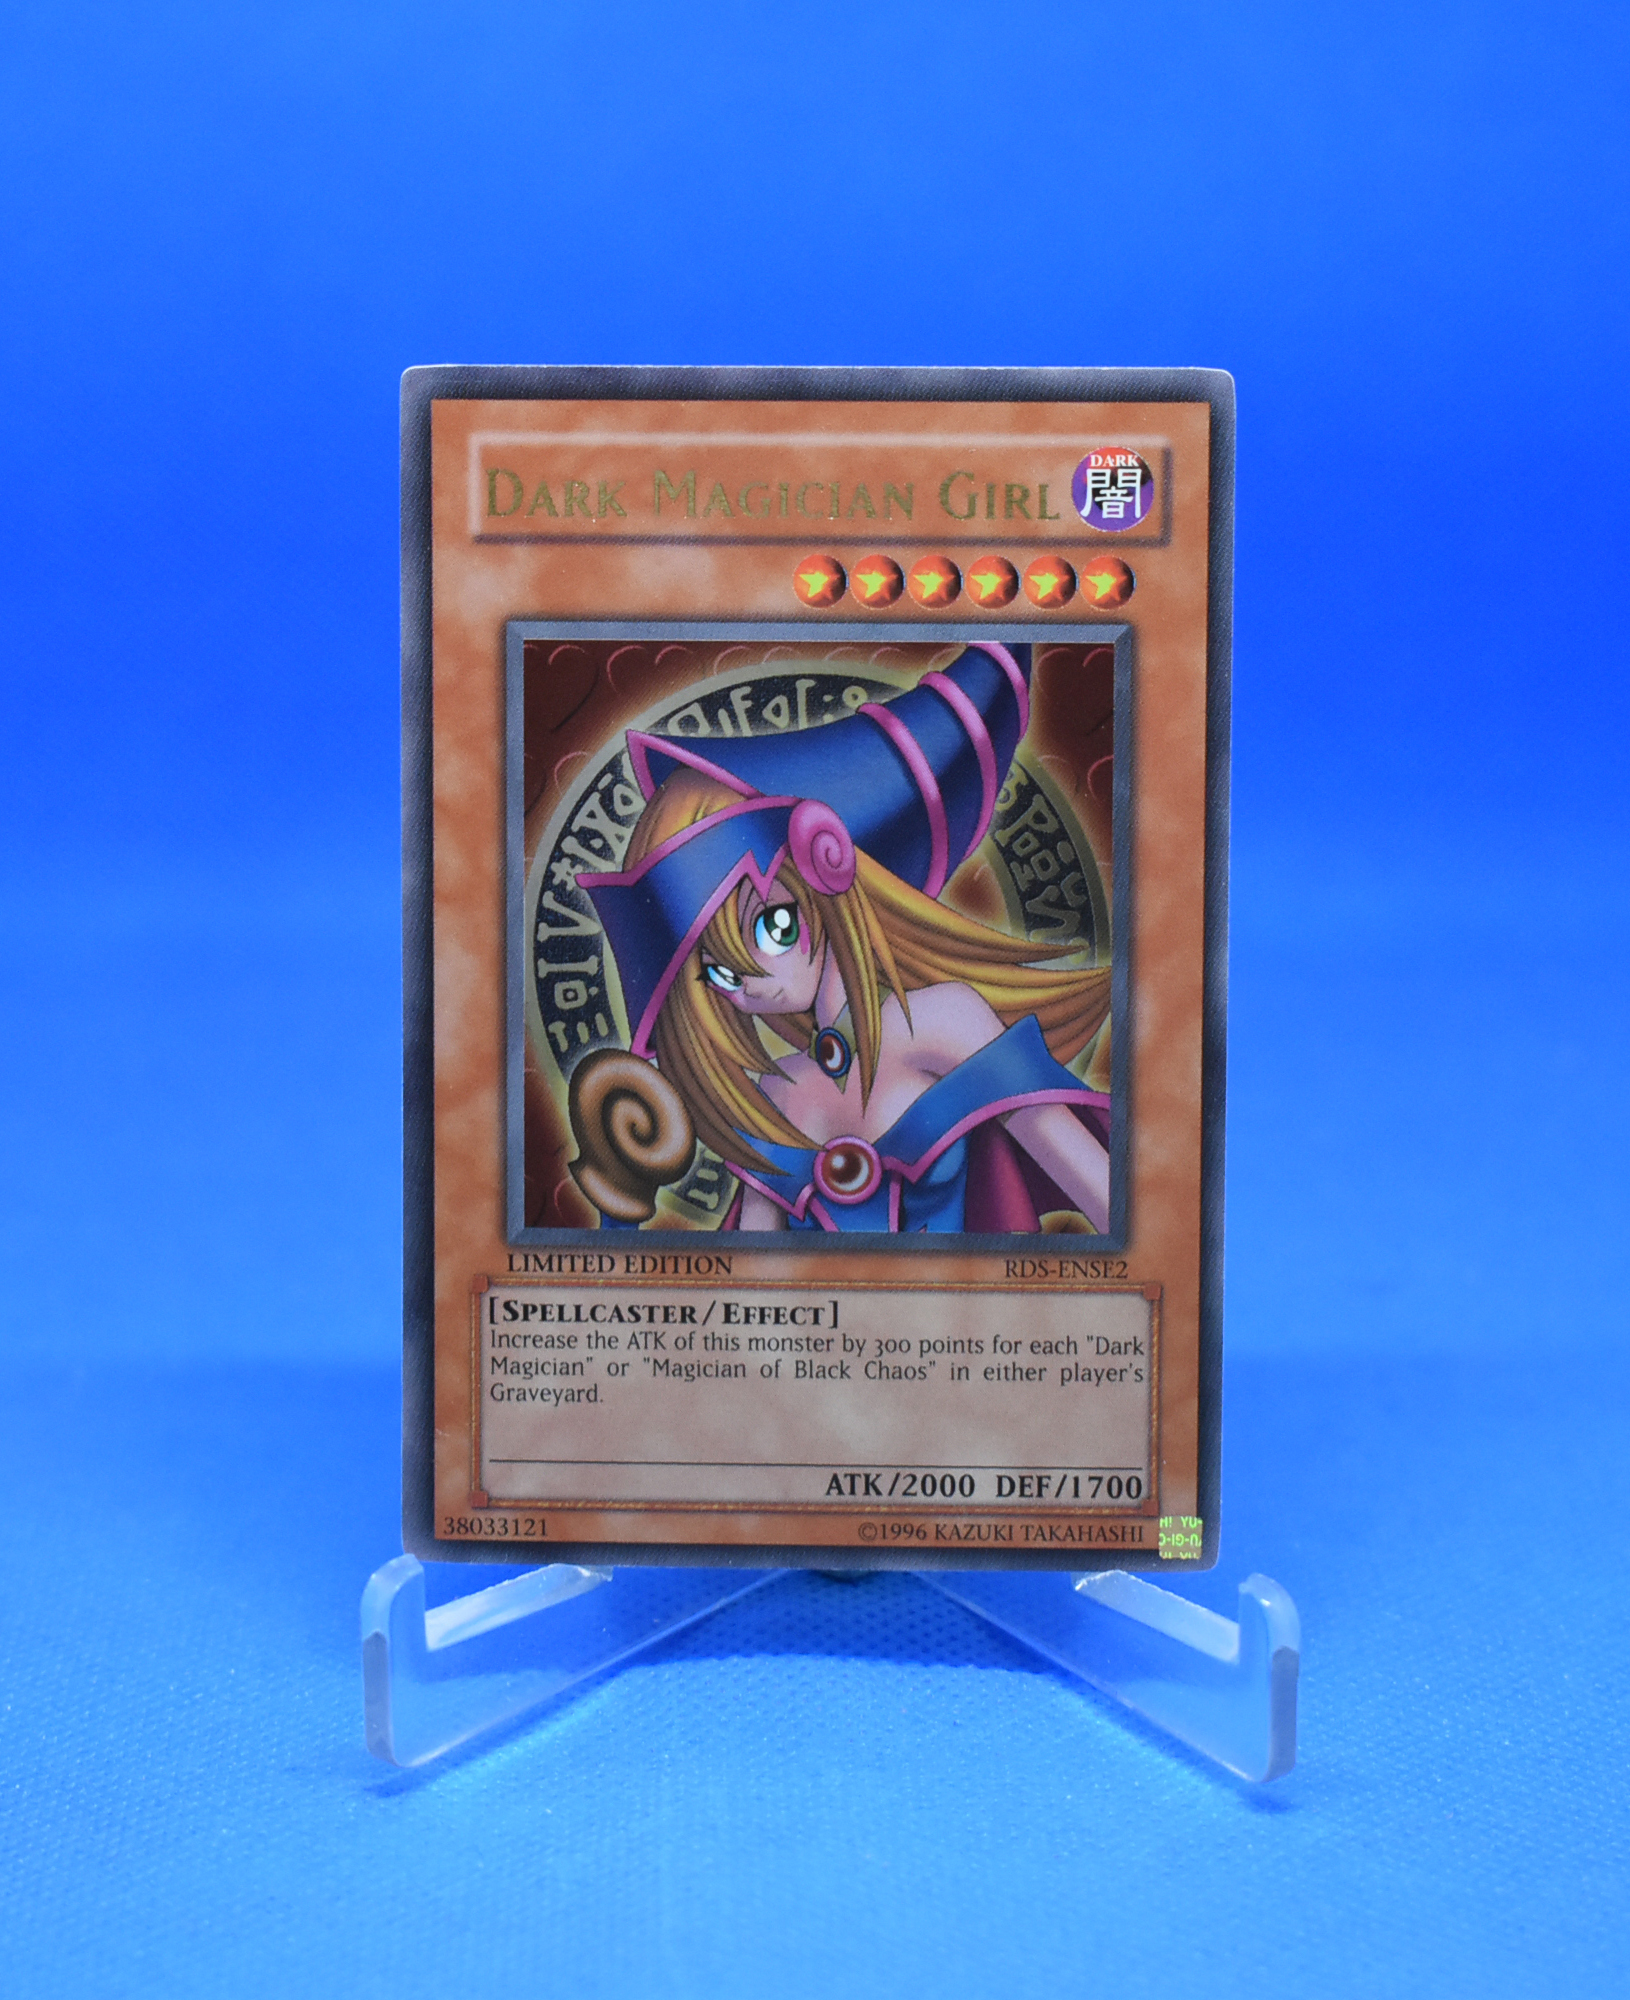 DARK MAGICIAN GIRL
DARK
闇
LIMITED EDITION
RDS-ENSE2
[SPELLCASTER/EFFECT]
Increase the ATK of this monster by 300 points for each "Dark
Magician" or "Magician of Black Chaos" in either player's
Graveyard.
ATK/2000 DEF/1700
38033121
©1996 KAZUKI TAKAHASHI